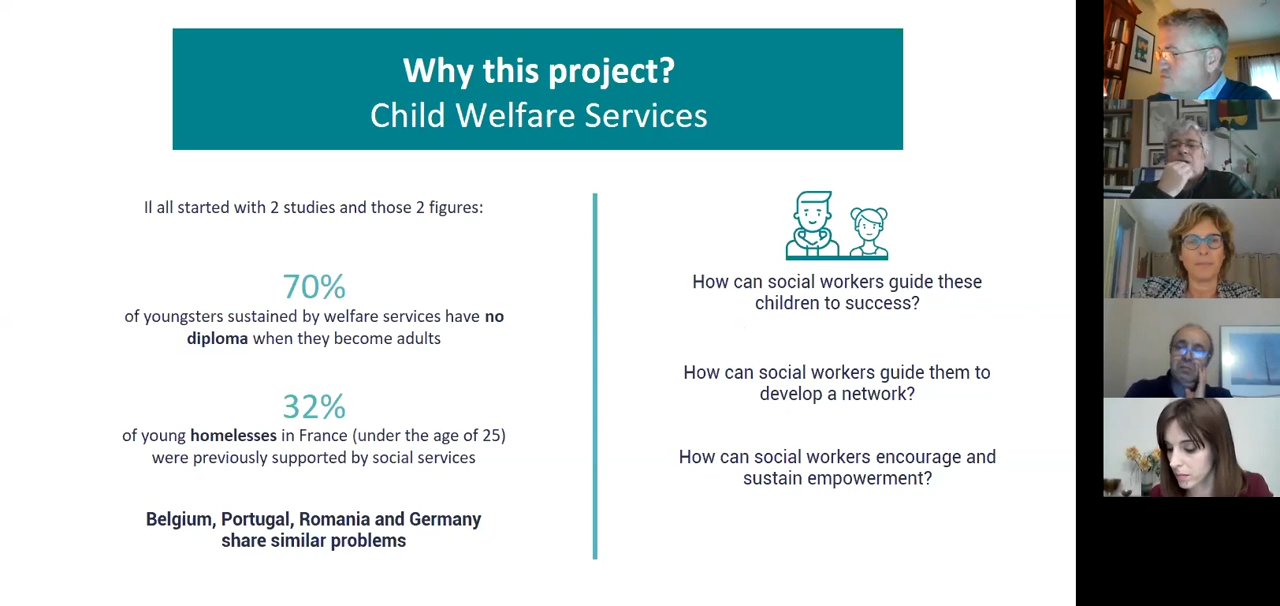 Why this project?
Child Welfare Services
Il all started with 2 studies and those 2 figures:
70%
of youngsters sustained by welfare services have no
diploma when they become adults
32%
of young homelesses in France (under the age of 25)
were previously supported by social services
Belgium, Portugal, Romania and Germany
share similar problems
How can social workers guide these
children to success?
How can social workers guide them to
develop a network?
How can social workers encourage and
sustain empowerment?